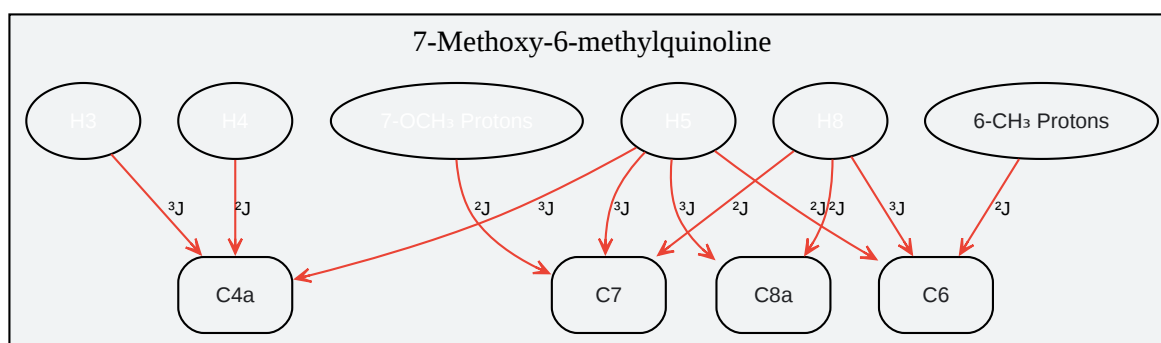 7-Methoxy-6-methylquinoline
H3
H4
7-OCH₃ Protons
H5
H8
6-CH₃ Protons
³J
²J
²J
³J
³J
³J
²J
²J
²J
³J
²J
C4a
C7
C8a
C6